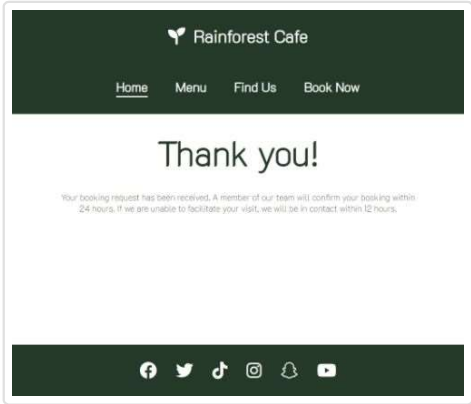 Rainforest Cafe
Home Menu Find Us Book Now
Thank you!
Your booking request has been received. A member of our team will confirm your booking within
24 hours. If we are unable to facilitate your visit, we will be in contact within 12 hours.